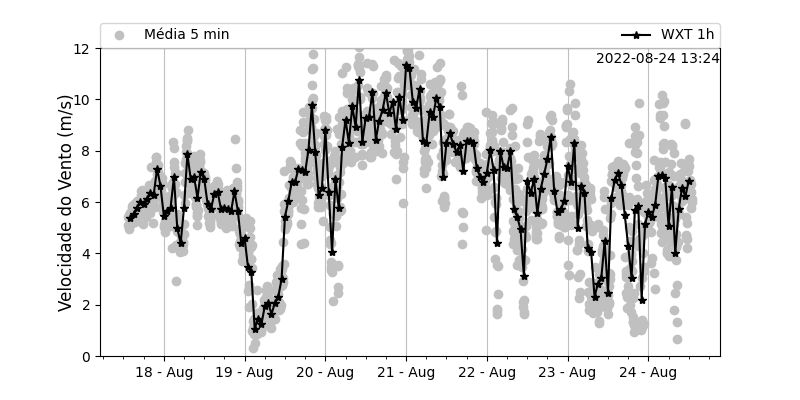 Média 5 min
WXT 1h
2022-08-24 13:24
Velocidade do Vento (m/s)
12
10
8
6
4
2
0
18 - Aug
19 - Aug
20 - Aug
21 - Aug
22 - Aug
23 - Aug
24 - Aug